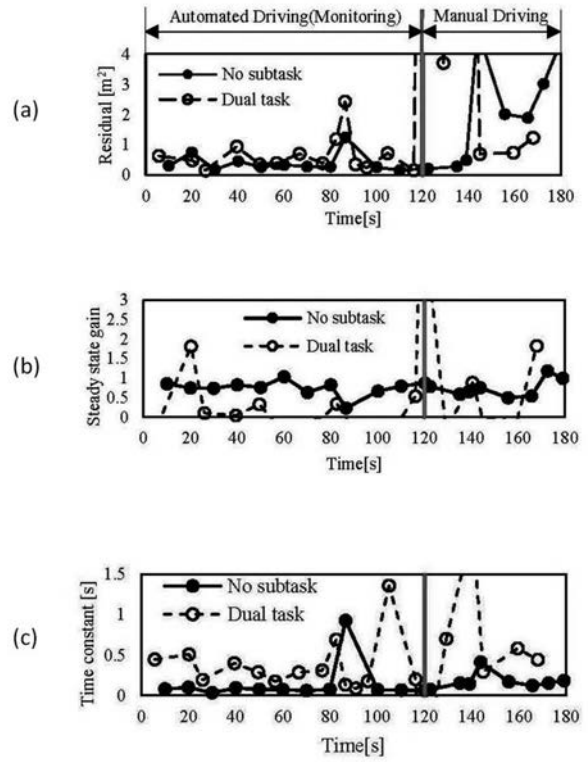 Automated Driving(Monitoring) Manual Driving
(a)
Residual [m²]
4
3
2
1
0
No subtask
Dual task
0 20 40 60 80 100 120 140 160 180
Time[s]
(b)
Steady state gain
3
2.5
2
1.5
1
0.5
0
No subtask
Dual task
0 20 40 60 80 100 120 140 160 180
Time[s]
(c)
Time constant [s]
1.5
1
0.5
0
No subtask
Dual task
0 20 40 60 80 100 120 140 160 180
Time[s]